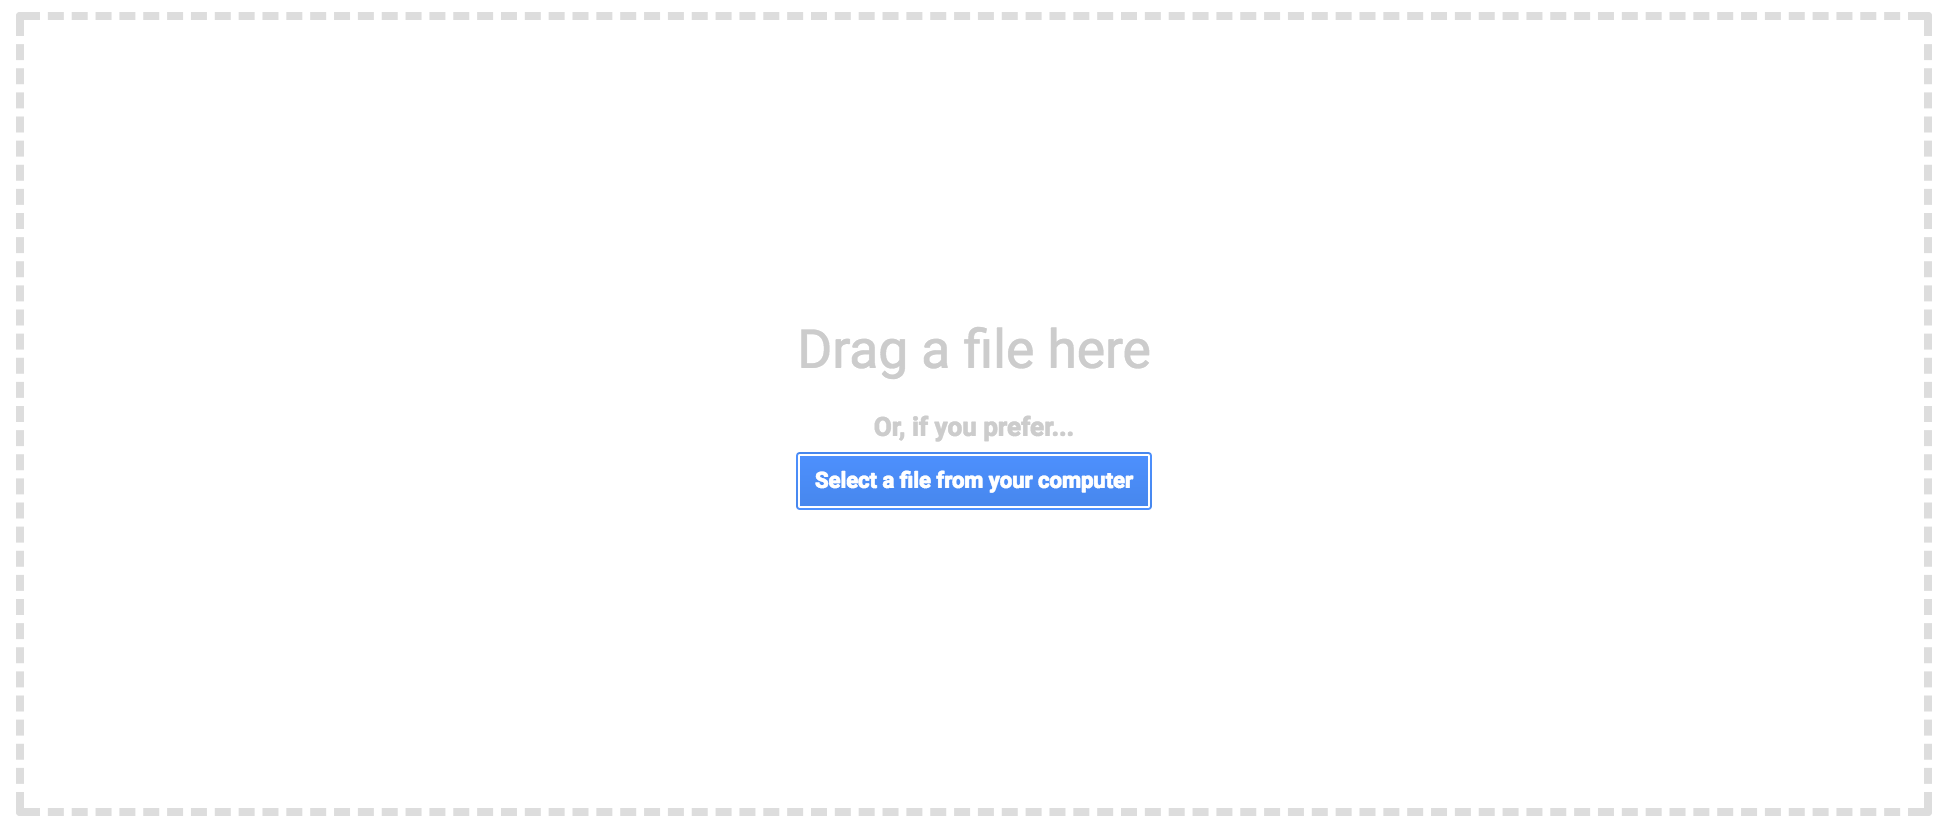 Drag a file here
Or, if you prefer...
Select a file from your computer